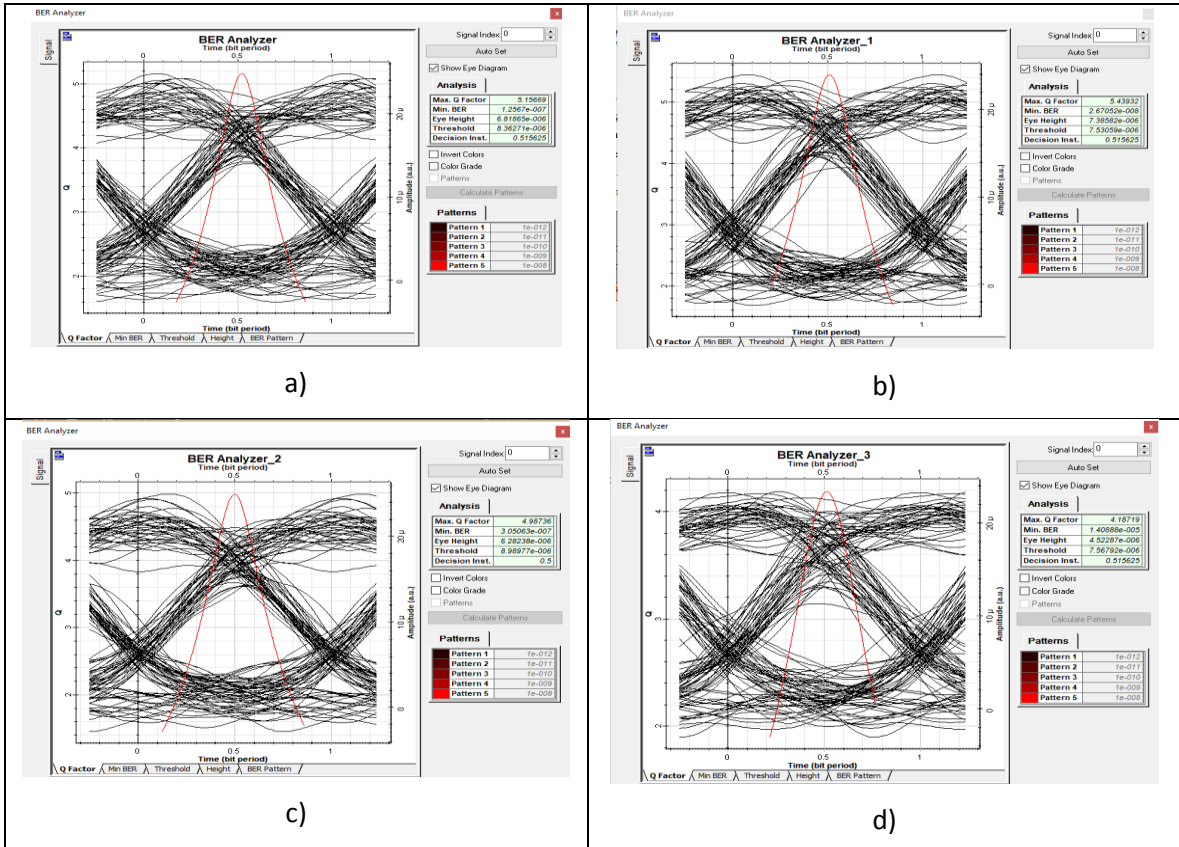 BER Analyzer
Signal
BER Analyzer
Time (bit period)
0 0.5 1
Q
5
4
3
2
Amplitude (a.u.)
20 µ
10 µ
0
0 0.5 1
Time (bit period)
Q Factor Min BER Threshold Height BER Pattern
Signal Index: 0
Auto Set
Show Eye Diagram
Analysis
Max. Q Factor 5.15669
Min. BER 1.2567e-007
Eye Height 6.81865e-006
Threshold 8.36271e-006
Decision Inst. 0.515625
Invert Colors
Color Grade
Patterns
Calculate Patterns
Patterns
Pattern 1 1e-012
Pattern 2 1e-011
Pattern 3 1e-010
Pattern 4 1e-009
Pattern 5 1e-008
a)
BER Analyzer
Signal
BER Analyzer_1
Time (bit period)
0 0.5 1
Q
5
4
3
2
Amplitude (a.u.)
20 µ
10 µ
0
0 0.5 1
Time (bit period)
Q Factor Min BER Threshold Height BER Pattern
Signal Index: 0
Auto Set
Show Eye Diagram
Analysis
Max. Q Factor 5.43932
Min. BER 2.67052e-008
Eye Height 7.38582e-006
Threshold 7.53059e-006
Decision Inst. 0.515625
Invert Colors
Color Grade
Patterns
Calculate Patterns
Patterns
Pattern 1 1e-012
Pattern 2 1e-011
Pattern 3 1e-010
Pattern 4 1e-009
Pattern 5 1e-008
b)
BER Analyzer
Signal
BER Analyzer_2
Time (bit period)
0 0.5 1
Q
5
4
3
2
Amplitude (a.u.)
20 µ
10 µ
0
0 0.5 1
Time (bit period)
Q Factor Min BER Threshold Height BER Pattern
Signal Index: 0
Auto Set
Show Eye Diagram
Analysis
Max. Q Factor 4.98736
Min. BER 3.05063e-007
Eye Height 6.28238e-006
Threshold 8.98977e-006
Decision Inst. 0.5
Invert Colors
Color Grade
Patterns
Calculate Patterns
Patterns
Pattern 1 1e-012
Pattern 2 1e-011
Pattern 3 1e-010
Pattern 4 1e-009
Pattern 5 1e-008
c)
BER Analyzer
Signal
BER Analyzer_3
Time (bit period)
0 0.5 1
Q
4
3
2
Amplitude (a.u.)
20 µ
10 µ
0
0 0.5 1
Time (bit period)
Q Factor Min BER Threshold Height BER Pattern
Signal Index: 0
Auto Set
Show Eye Diagram
Analysis
Max. Q Factor 4.18719
Min. BER 1.40888e-005
Eye Height 4.52287e-006
Threshold 7.56792e-006
Decision Inst. 0.515625
Invert Colors
Color Grade
Patterns
Calculate Patterns
Patterns
Pattern 1 1e-012
Pattern 2 1e-011
Pattern 3 1e-010
Pattern 4 1e-009
Pattern 5 1e-008
d)